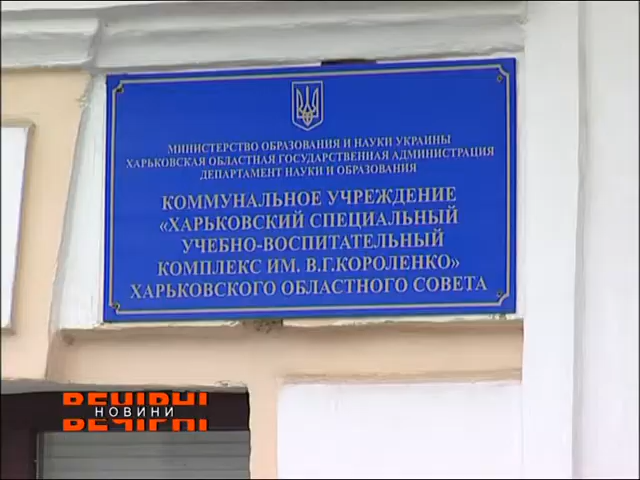 МИНИСТЕРСТВО ОБРАЗОВАНИЯ И НАУКИ УКРАИНЫ
ХАРЬКОВСКАЯ ОБЛАСТНАЯ ГОСУДАРСТВЕННАЯ АДМИНИСТРАЦИЯ
ДЕПАРТАМЕНТ НАУКИ И ОБРАЗОВАНИЯ
КОММУНАЛЬНОЕ УЧРЕЖДЕНИЕ
«ХАРЬКОВСКИЙ СПЕЦИАЛЬНЫЙ
УЧЕБНО-ВОСПИТАТЕЛЬНЫЙ
КОМПЛЕКС ИМ. В.Г.КОРОЛЕНКО»
ХАРЬКОВСКОГО ОБЛАСТНОГО СОВЕТА
ВЕЧІРНІ
НОВИНИ
ВЕЧІРНІ